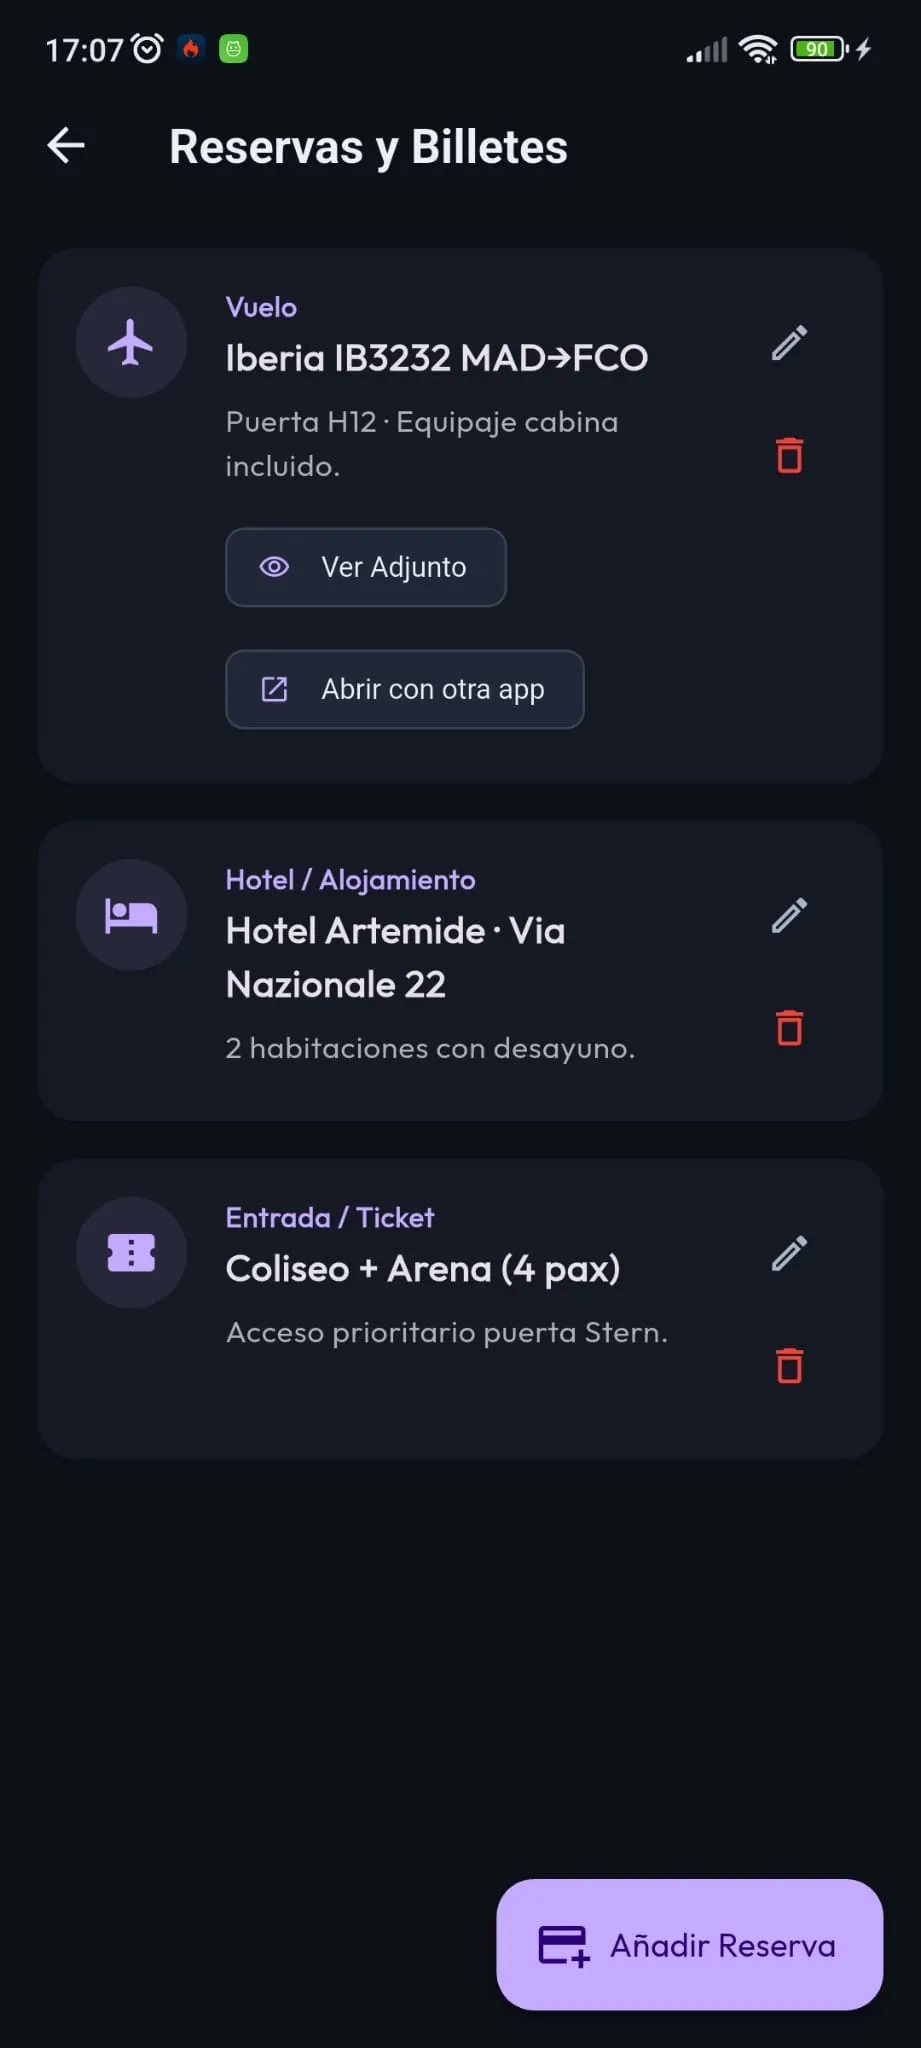 17:07
90
Reservas y Billetes
Vuelo
Iberia IB3232 MAD→FCO
Puerta H12 · Equipaje cabina
incluido.
Ver Adjunto
Abrir con otra app
Hotel / Alojamiento
Hotel Artemide · Via
Nazionale 22
2 habitaciones con desayuno.
Entrada / Ticket
Coliseo + Arena (4 pax)
Acceso prioritario puerta Stern.
Añadir Reserva